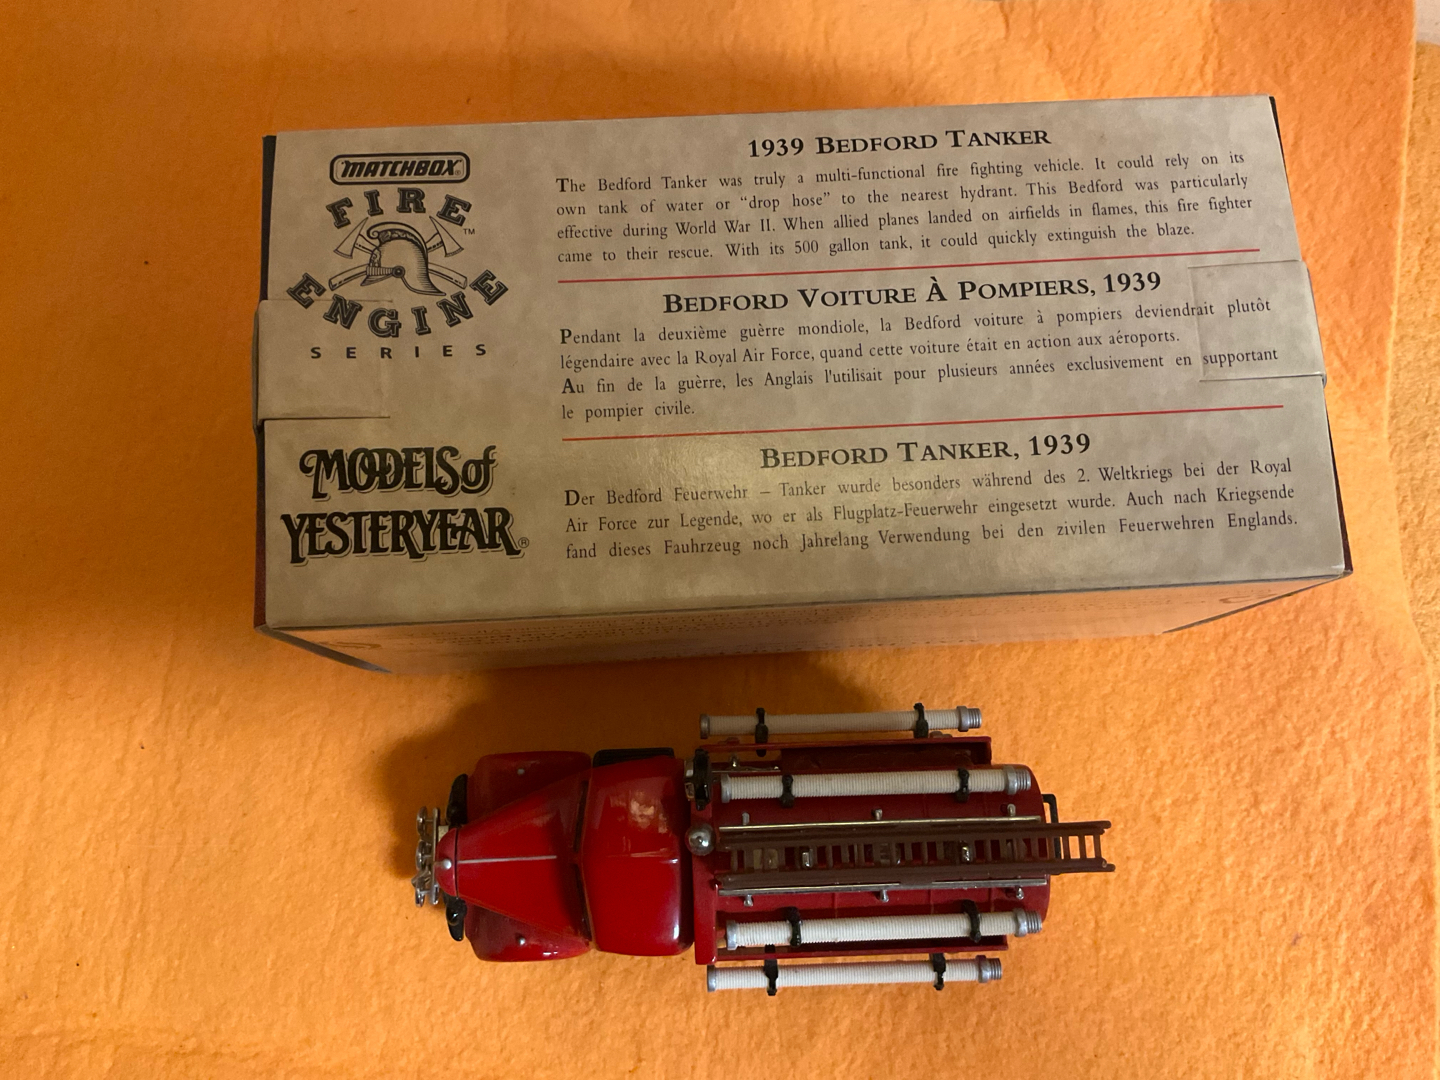 MATCHBOX
FIRE
ENGINE
™
SERIES
MODELS of
YESTERYEAR®
1939 BEDFORD TANKER
The Bedford Tanker was truly a multi-functional fire fighting vehicle. It could rely on its
own tank of water or “drop hose” to the nearest hydrant. This Bedford was particularly
effective during World War II. When allied planes landed on airfields in flames, this fire fighter
came to their rescue. With its 500 gallon tank, it could quickly extinguish the blaze.
BEDFORD VOITURE À POMPIERS, 1939
Pendant la deuxième guèrre mondiale, la Bedford voiture à pompiers deviendrait plutôt
légendaire avec la Royal Air Force, quand cette voiture était en action aux aéroports.
Au fin de la guèrre, les Anglais l'utilisait pour plusieurs années exclusivement en supportant
le pompier civile.
BEDFORD TANKER, 1939
Der Bedford Feuerwehr – Tanker wurde besonders während des 2. Weltkriegs bei der Royal
Air Force zur Legende, wo er als Flugplatz-Feuerwehr eingesetzt wurde. Auch nach Kriegsende
fand dieses Fauhrzeug noch Jahrelang Verwendung bei den zivilen Feuerwehren Englands.